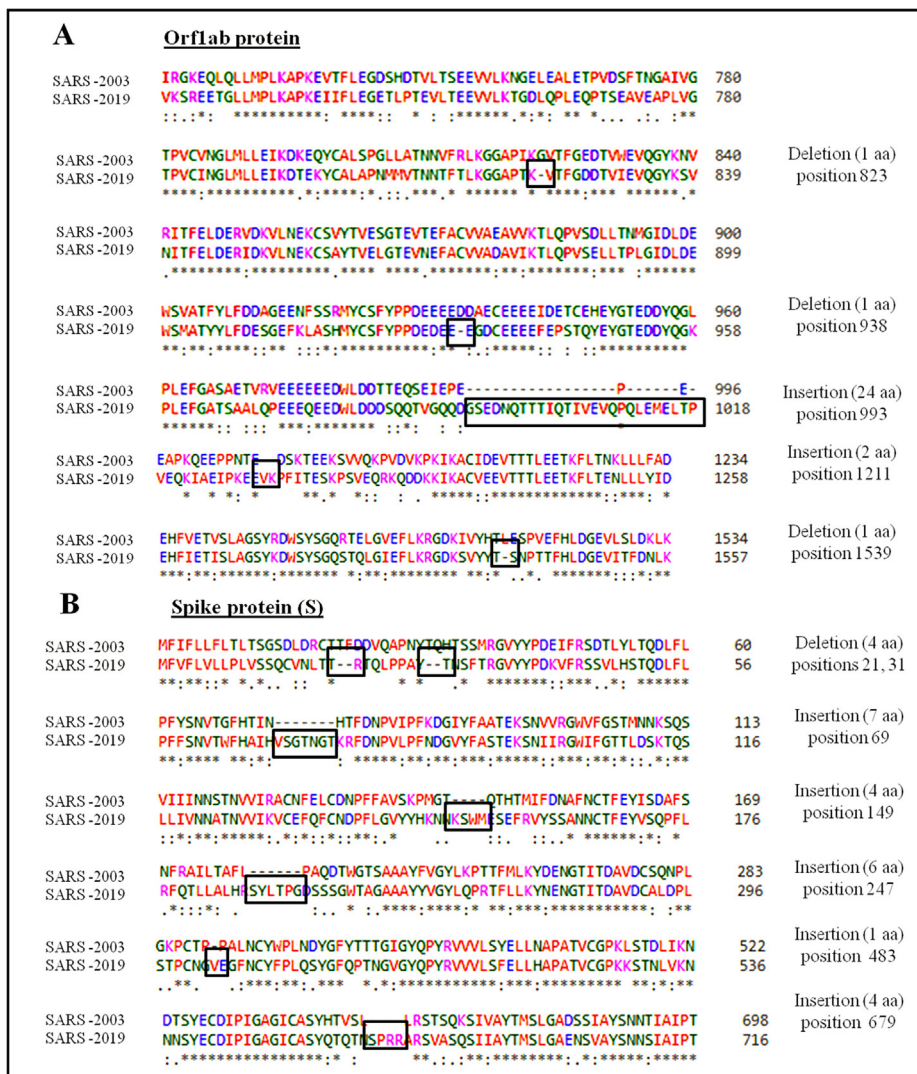 A Orf1ab protein
SARS-2003 IRGKEQLQLLMPLKAPKEVTFLEGDSHDTVLTSEEVVLKNGELEALETPVDSFTNGAIVG 780
SARS-2019 VKSREETGLLMPLKAPKEIIFLEGETLPTEVLTEEVVLKTGDLQPLEQPTSEAVEAPLVG 780
SARS-2003 TPVCVNGLMLLEIKDKEQYCALSPGLLATNNVFRLKGGAPIKGVTFGEDTVWEVQGYKNV 840 Deletion (1 aa)
SARS-2019 TPVCINGLMLLEIKDTEKYCALAPNMMVTNNTFTLKGGAPTK-VTFGDDTVIEVQGYKSV 839 position 823
SARS-2003 RITFELDERVDKVLNEKCSVYTVESGTEVTEFACVVAEAVVKTLQPVSDLLTNMGIDLDE 900
SARS-2019 NITFELDERIDKVLNEKCSAYTVELGTEVNEFACVVADAVIKTLQPVSELLTPLGIDLDE 899
SARS-2003 WSVATFYLFDDAGEENFSSRMYCSFYPPDEEEEDDAECEEEEIDETCEHEYGTEDDYQGL 960 Deletion (1 aa)
SARS-2019 WSMATYYLFDESGEFKLASHMYCSFYPPDEDEE-EGDCEEEEFEPSTQYEYGTEDDYQGK 958 position 938
SARS-2003 PLEFGASAETVRVEEEEEEDWLDDTTEQSEIEPE----------------P------E- 996 Insertion (24 aa)
SARS-2019 PLEFGATSAALQPEEEQEEDWLDDDSQQTVGQQDGSEDNQTTTIQTIVEVQPQLEMELTP 1018 position 993
SARS-2003 EAPKQEEPPNTE--DSKTEEKSVVQKPVDVKPKIKACIDEVTTTLEETKFLTNKLLLFAD 1234 Insertion (2 aa)
SARS-2019 VEQKIAEIPKEEVKPFITESKPSVEQRKQDDKKIKACVEEVTTTLEETKFLTENLLLYID 1258 position 1211
SARS-2003 EHFVETVSLAGSYRDWSYSGQRTELGVEFLKRGDKIVYHTLESPVEFHLDGEVLSLDKLK 1534 Deletion (1 aa)
SARS-2019 EHFIETISLAGSYKDWSYSGQSTQLGIEFLKRGDKSVYYT-SNPTTFHLDGEVITFDNLK 1557 position 1539
B Spike protein (S)
SARS-2003 MFIFLLFLTLTSGSDLDRCTTFDDVQAPNYTQHTSSMRGVYYPDEIFRSDTLYLTQDLFL 60 Deletion (4 aa)
SARS-2019 MFVFLVLLPLVSSQCVNLTT--RTQLPPAY--TNSFTRGVYYPDKVFRSSVLHSTQDLFL 56 positions 21, 31
SARS-2003 PFYSNVTGFHTIN-------HTFDNPVIPFKDGIYFAATEKSNVVRGWVFGSTMNNKSQS 113 Insertion (7 aa)
SARS-2019 PFFSNVTWFHAIHVSGTNGTKRFDNPVLPFNDGVYFASTEKSNIIRGWIFGTTLDSKTQS 116 position 69
SARS-2003 VIIINNSTNVVIRACNFELCDNPFFAVSKPMGT----QTHTMIFDNAFNCTFEYISDAFS 169 Insertion (4 aa)
SARS-2019 LLIVNNATNVVIKVCEFQFCNDPFLGVYYHKNNKSWMESEFRVYSSANNCTFEYVSQPFL 176 position 149
SARS-2003 NFRAILTAFL------PAQDTWGTSAAAYFVGYLKPTTFMLKYDENGTITDAVDCSQNPL 283 Insertion (6 aa)
SARS-2019 RFQTLLALHRSYLTPGDSSSGWTAGAAAYYVGYLQPRTFLLKYNENGTITDAVDCALDPL 296 position 247
SARS-2003 GKPCTP-PALNCYWPLNDYGFYTTTGIGYQPYRVVVLSYELLNAPATVCGPKLSTDLIKN 522 Insertion (1 aa)
SARS-2019 STPCNGVEGFNCYFPLQSYGFQPTNGVGYQPYRVVVLSFELLHAPATVCGPKKSTNLVKN 536 position 483
SARS-2003 DTSYECDIPIGAGICASYHTVSL----LRSTSQKSIVAYTMSLGADSSIAYSNNTIAIPT 698 Insertion (4 aa)
SARS-2019 NNSYECDIPIGAGICASYQTQTNSPRRARSVASQSIIAYTMSLGAENSVAYSNNSIAIPT 716 position 679